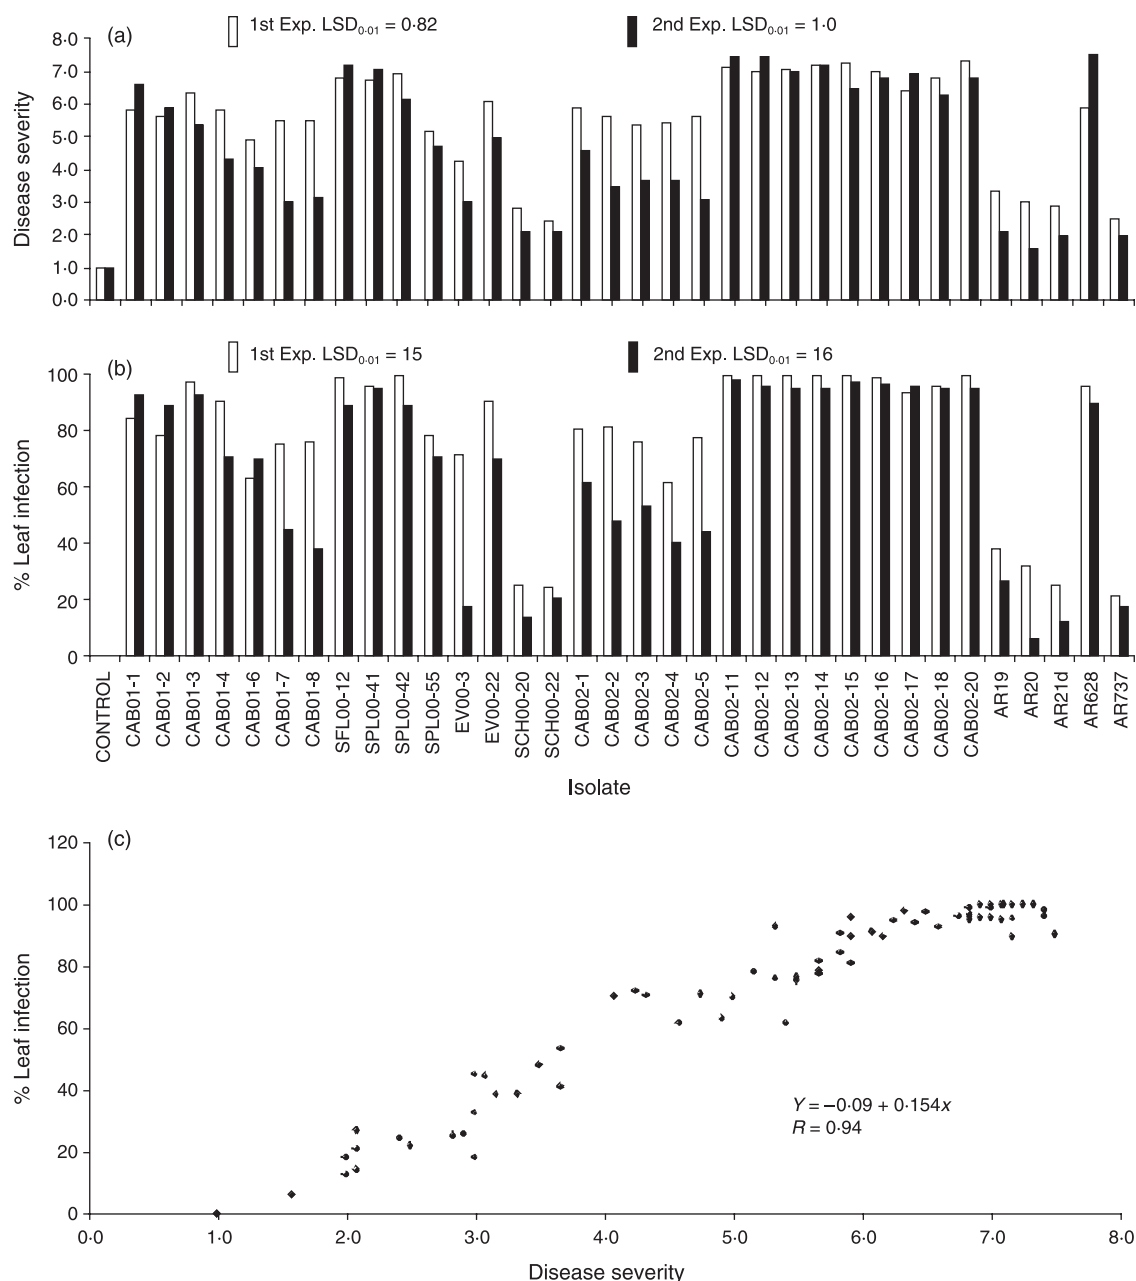 (a)
1st Exp. LSD0·01 = 0·82
2nd Exp. LSD0·01 = 1·0
Disease severity
8·0
7·0
6·0
5·0
4·0
3·0
2·0
1·0
0·0
(b)
1st Exp. LSD0·01 = 15
2nd Exp. LSD0·01 = 16
% Leaf infection
100
80
60
40
20
0
CONTROL
CAB01-1
CAB01-2
CAB01-3
CAB01-4
CAB01-6
CAB01-7
CAB01-8
SFL00-12
SPL00-41
SPL00-42
SPL00-55
EV00-3
EV00-22
SCH00-20
SCH00-22
CAB02-1
CAB02-2
CAB02-3
CAB02-4
CAB02-5
CAB02-11
CAB02-12
CAB02-13
CAB02-14
CAB02-15
CAB02-16
CAB02-17
CAB02-18
CAB02-20
AR19
AR20
AR21d
AR628
AR737
Isolate
(c)
% Leaf infection
120
100
80
60
40
20
0
Y = −0·09 + 0·154x
R = 0·94
0·0 1·0 2·0 3·0 4·0 5·0 6·0 7·0 8·0
Disease severity